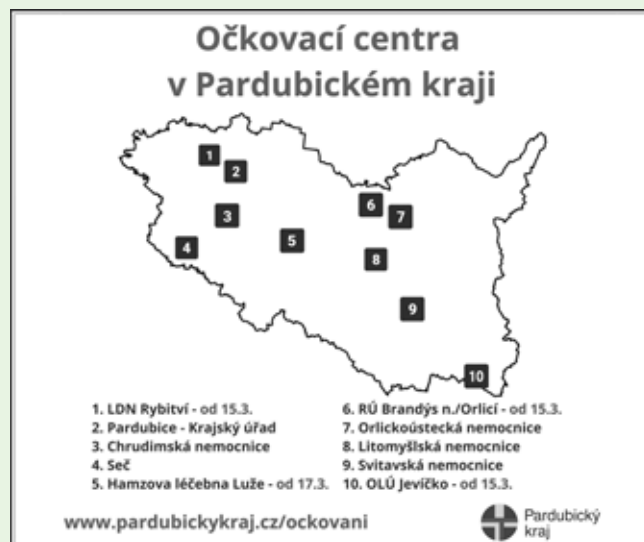 Očkovací centra
v Pardubickém kraji
1
2
3
4
5
6
7
8
9
10
1. LDN Rybitví - od 15.3.
2. Pardubice - Krajský úřad
3. Chrudimská nemocnice
4. Seč
5. Hamzova léčebna Luže - od 17.3.
6. RÚ Brandýs n./Orlicí - od 15.3.
7. Orlickoústecká nemocnice
8. Litomyšlská nemocnice
9. Svitavská nemocnice
10. OLÚ Jevíčko - od 15.3.
www.pardubickykraj.cz/ockovani
Pardubický
kraj